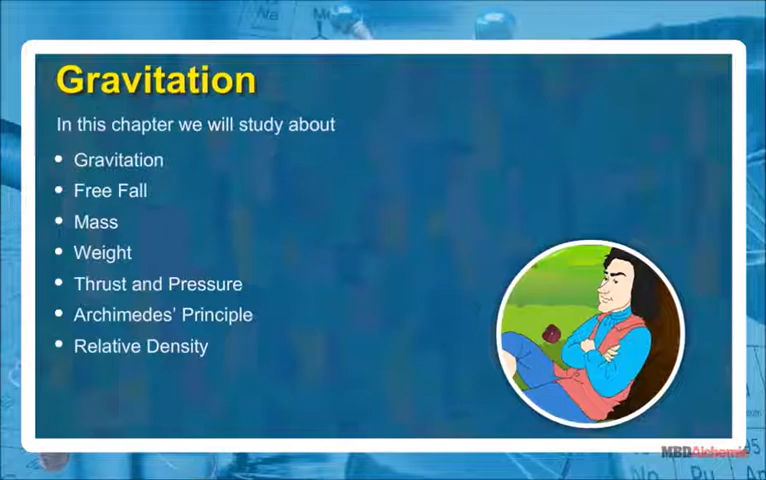 Gravitation
In this chapter we will study about
• Gravitation
• Free Fall
• Mass
• Weight
• Thrust and Pressure
• Archimedes' Principle
• Relative Density
MBDAlchemie
Na